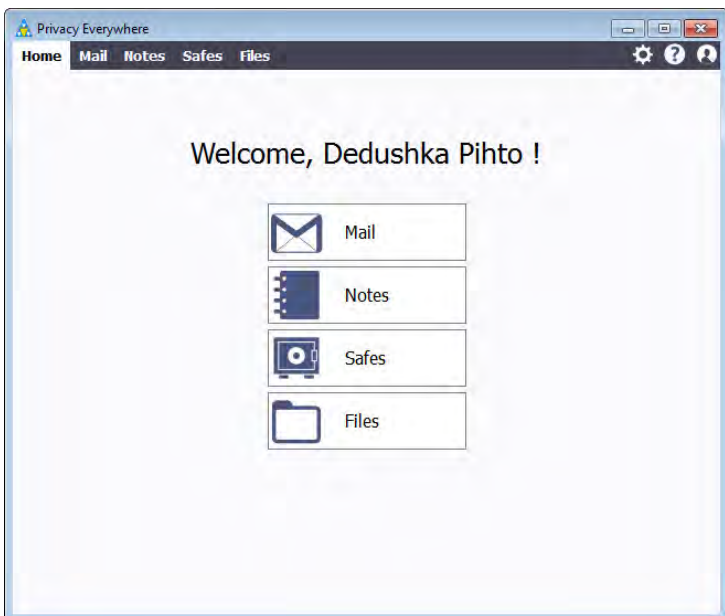 Privacy Everywhere
Home Mail Notes Safes Files
Welcome, Dedushka Pihto !
Mail
Notes
Safes
Files